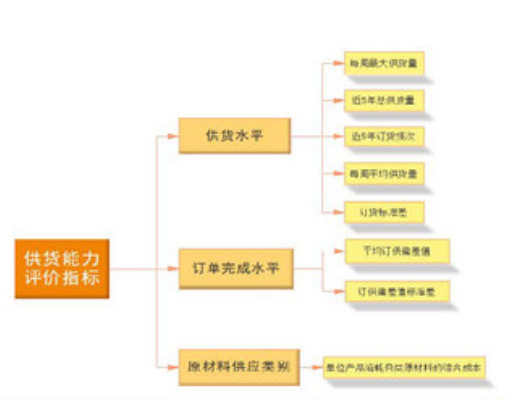 每周最大供货量
近5年总供货量
供货水平
近5年订货频次
每周平均供货量
订货标准差
供货能力
评价指标
平均订供偏差值
订单完成水平
订供偏差值标准差
原材料供应类别
单位产品消耗各类原材料的综合成本